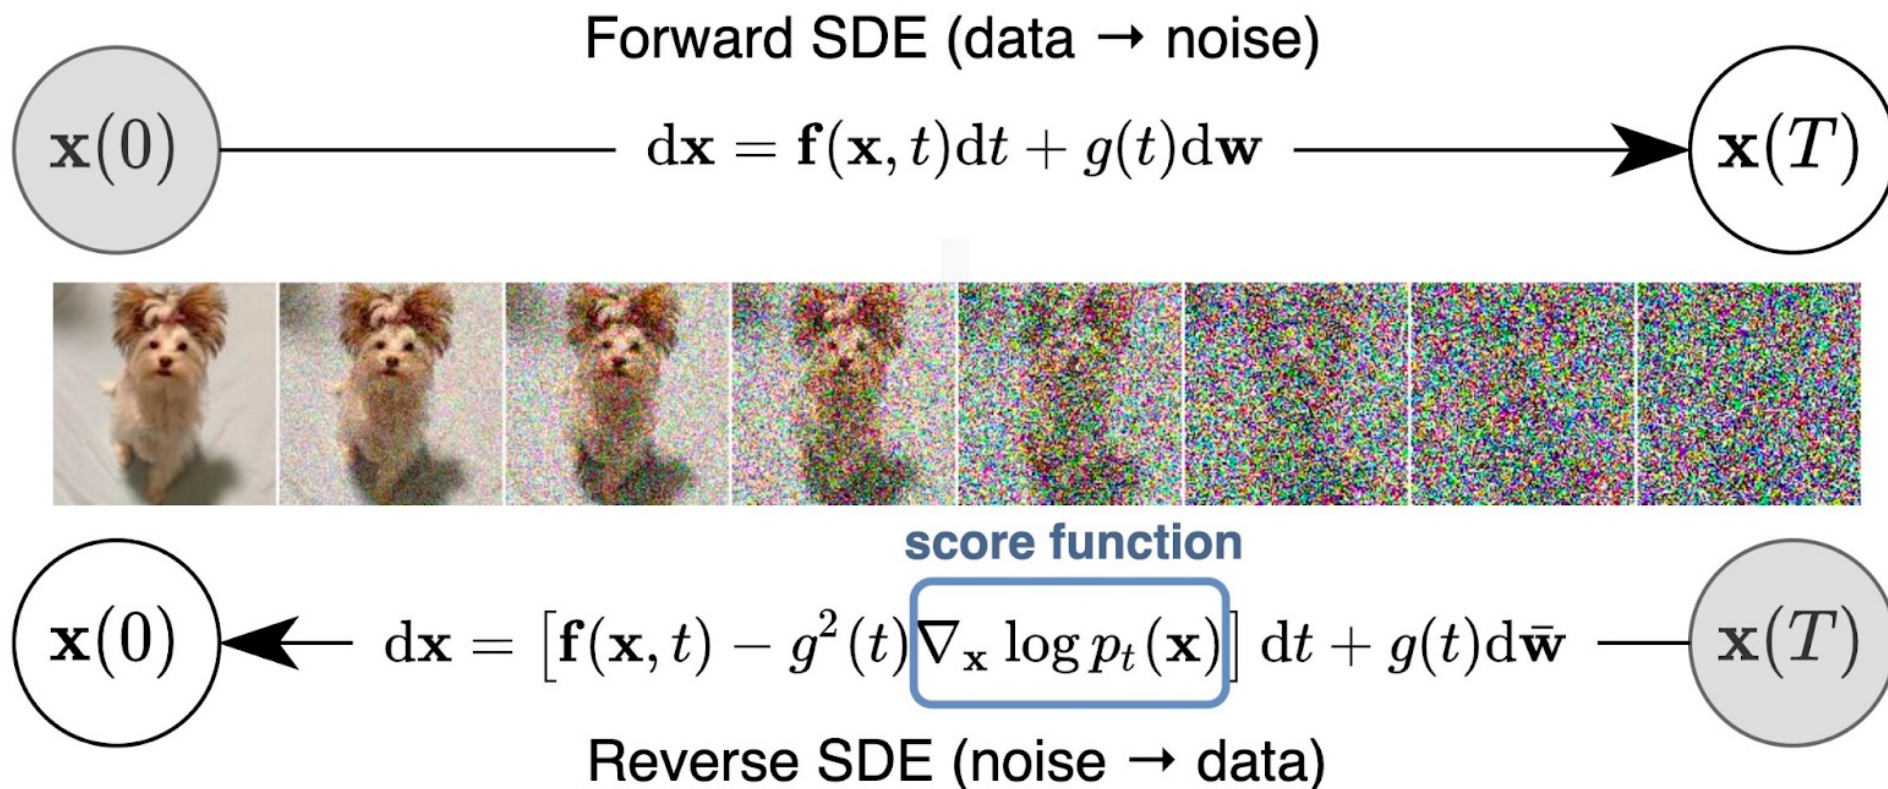 Forward SDE (data → noise)
x(0) dx = f(x, t)dt + g(t)dw x(T)
score function
x(0) dx = [f(x, t) − g²(t)∇ₓ log pₜ(x)] dt + g(t)dw̄ x(T)
Reverse SDE (noise → data)